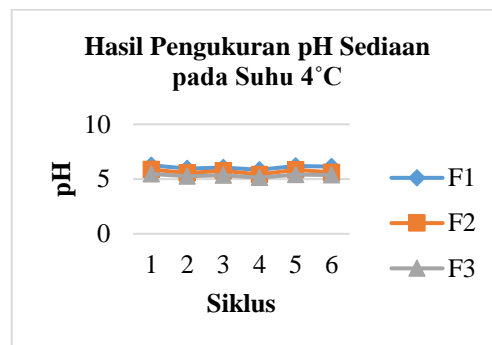 Hasil Pengukuran pH Sediaan
pada Suhu 4˚C
10
5
0
pH
1 2 3 4 5 6
Siklus
F1
F2
F3